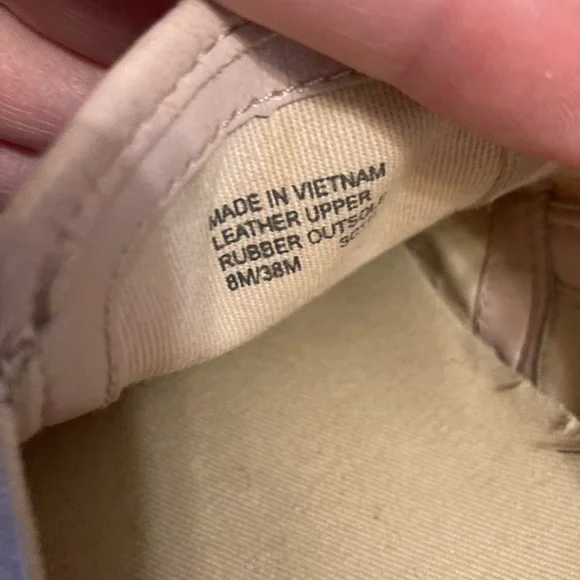 MADE IN VIETNAM
LEATHER UPPER
RUBBER OUTSOLE
8M/38M